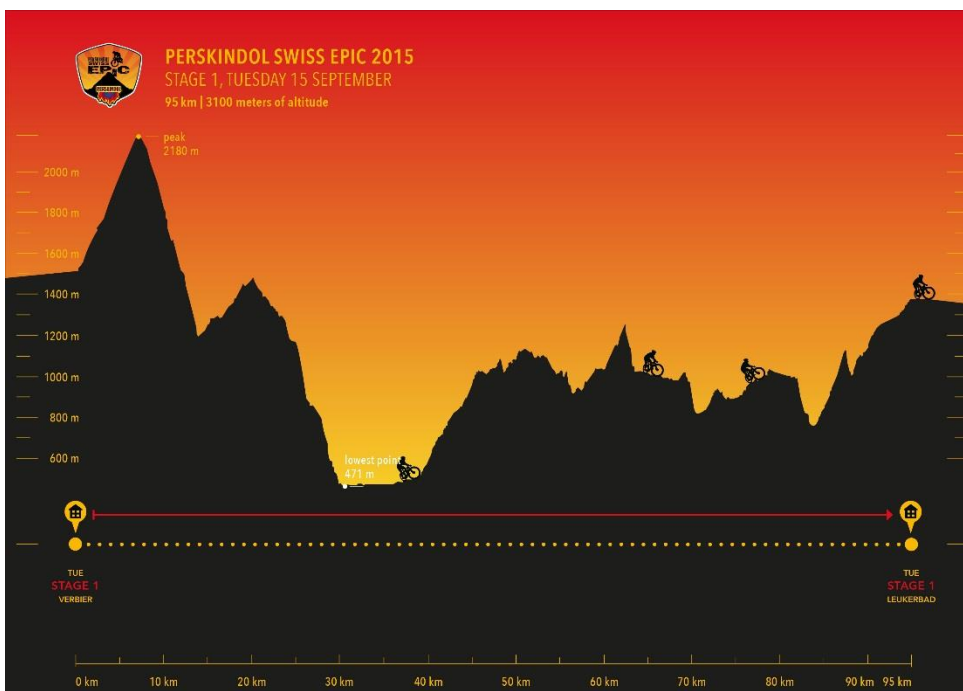 PERSKINDOL SWISS EPIC 2015
STAGE 1, TUESDAY 15 SEPTEMBER
95 km | 3100 meters of altitude
EPIC
peak
2180 m
2000 m
1800 m
1600 m
1400 m
1200 m
1000 m
800 m
600 m
lowest point
471 m
TUE
STAGE 1
VERBIER
TUE
STAGE 1
LEUKERBAD
0 km 10 km 20 km 30 km 40 km 50 km 60 km 70 km 80 km 90 km 95 km